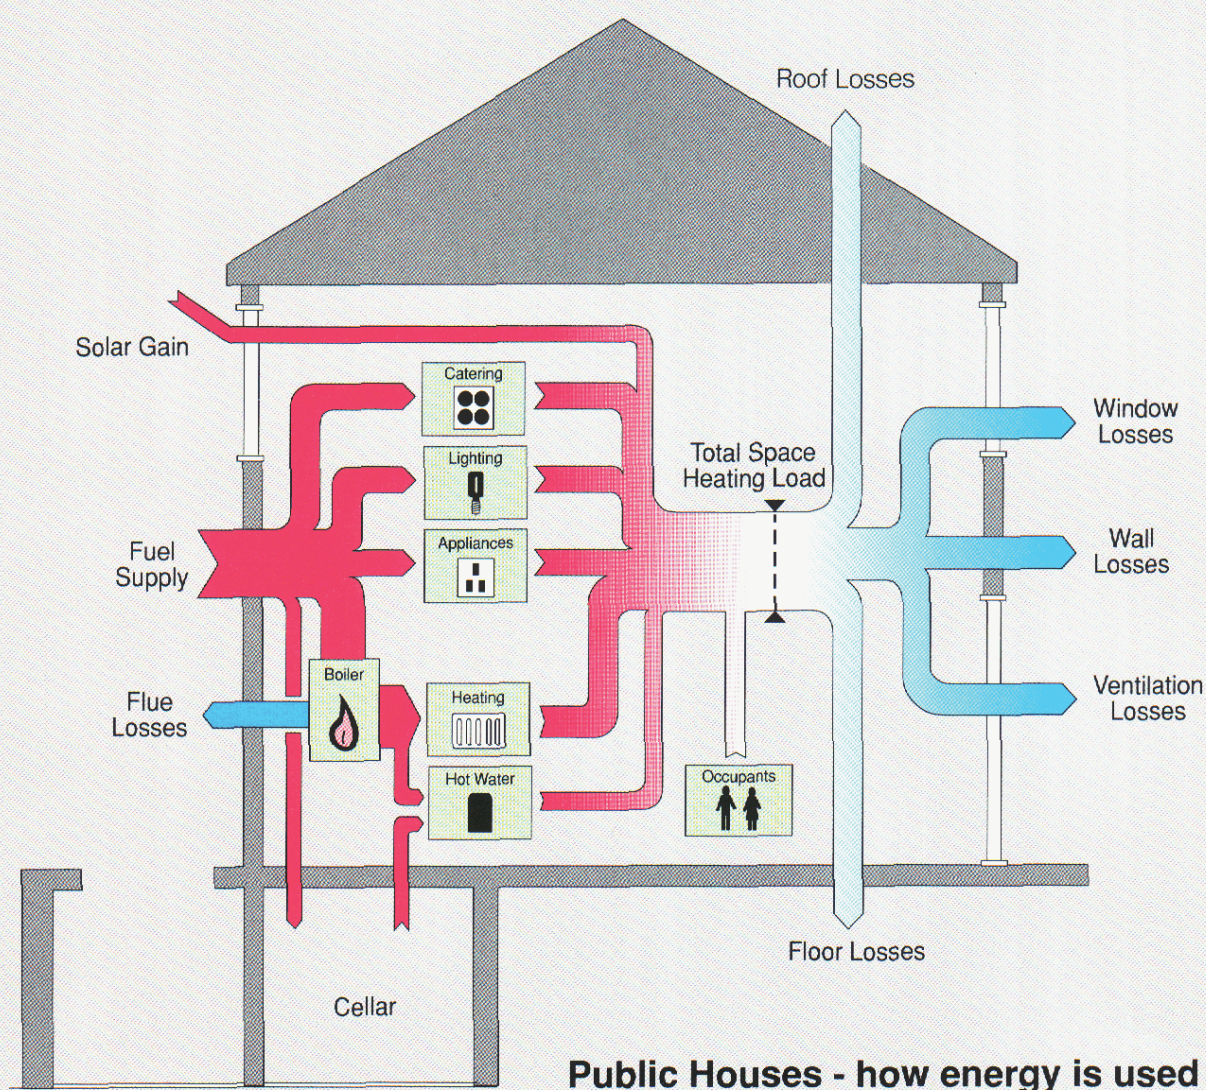 Roof Losses
Solar Gain
Catering
Lighting
Appliances
Total Space
Heating Load
Window
Losses
Fuel
Supply
Wall
Losses
Boiler
Flue
Losses
Heating
Hot Water
Occupants
Ventilation
Losses
Floor Losses
Cellar
Public Houses - how energy is used